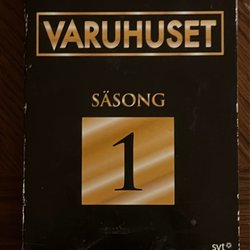 VARUHUSET
SÄSONG
1
svt